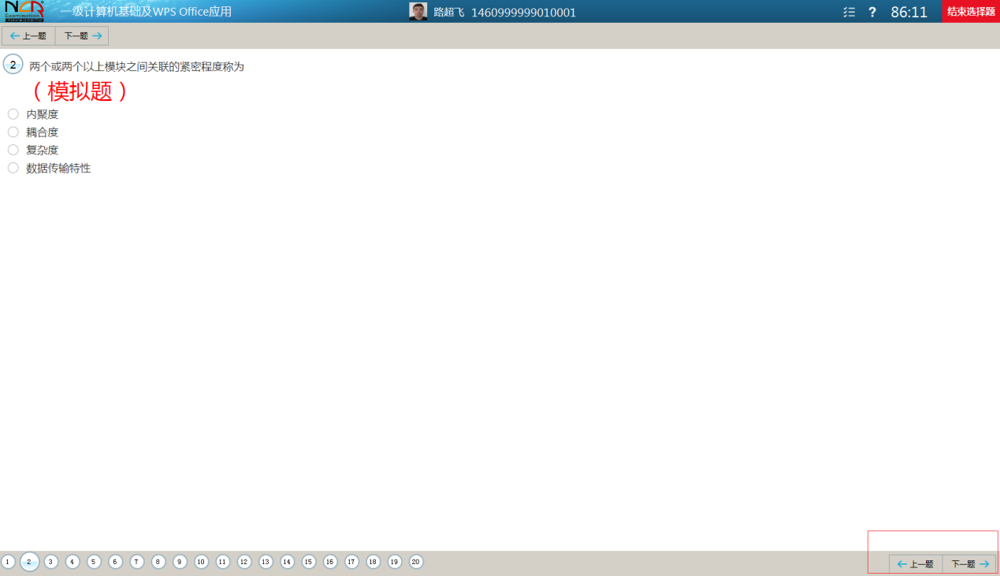 NCR
Examination
一级计算机基础及WPS Office应用
路超飞 1460999999010001
? 86:11 结束选择题
上一题 下一题
2 两个或两个以上模块之间关联的紧密程度称为
（模拟题）
内聚度
耦合度
复杂度
数据传输特性
1 2 3 4 5 6 7 8 9 10 11 12 13 14 15 16 17 18 19 20
上一题 下一题